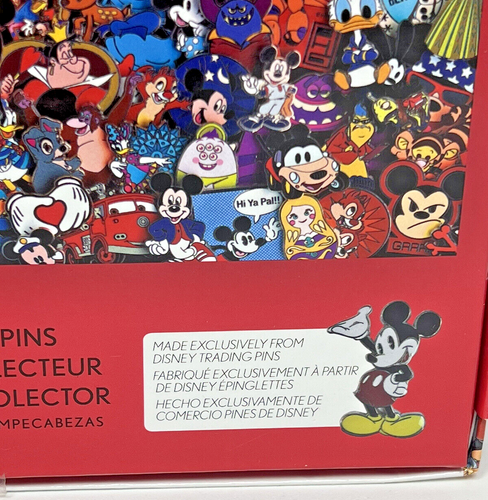 Hi Ya Pal!!
GRRR
PINS
LECTEUR
OLECTOR
MPECABEZAS
MADE EXCLUSIVELY FROM
DISNEY TRADING PINS
FABRIQUÉ EXCLUSIVEMENT À PARTIR
DE DISNEY ÉPINGLETTES
HECHO EXCLUSIVAMENTE DE
COMERCIO PINES DE DISNEY